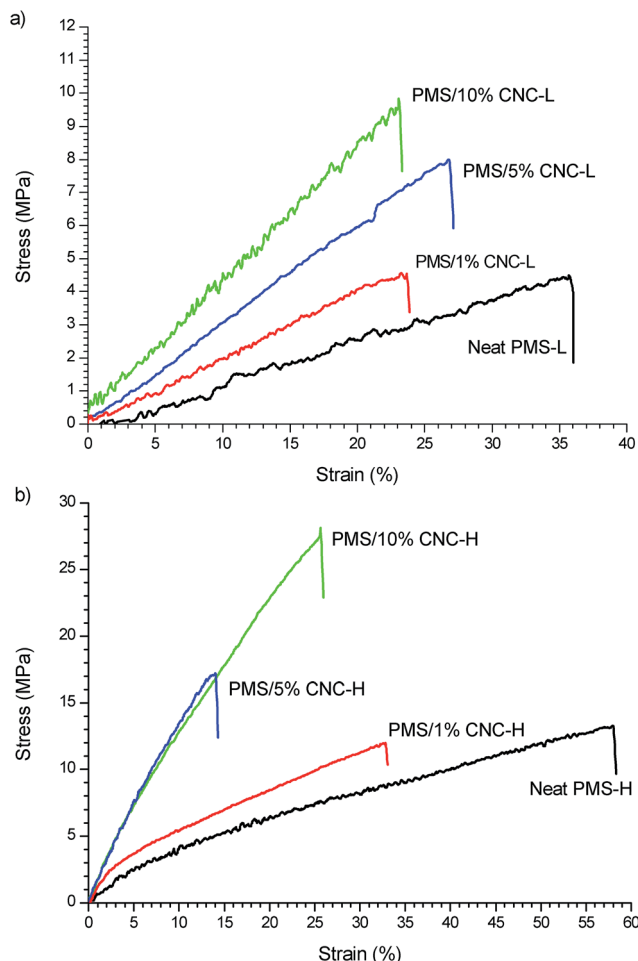 a)
12
11
10
9
8
7
6
5
4
3
2
1
0
Stress (MPa)
PMS/10% CNC-L
PMS/5% CNC-L
PMS/1% CNC-L
Neat PMS-L
0 5 10 15 20 25 30 35 40
Strain (%)
b)
30
25
20
15
10
5
0
Stress (MPa)
PMS/10% CNC-H
PMS/5% CNC-H
PMS/1% CNC-H
Neat PMS-H
0 5 10 15 20 25 30 35 40 45 50 55 60
Strain (%)